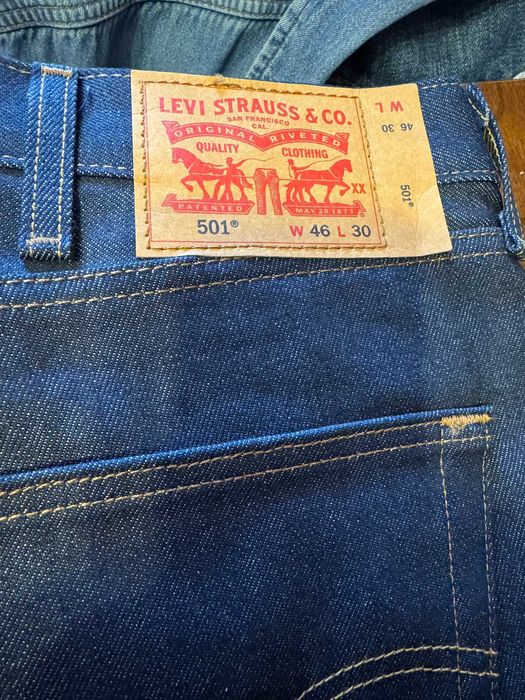 LEVI STRAUSS & CO.
SAN FRANCISCO
CAL.
ORIGINAL RIVETED
QUALITY CLOTHING
XX
PATENTED MAY 20 1873
501® W 46 L 30
W L
46 30
501®